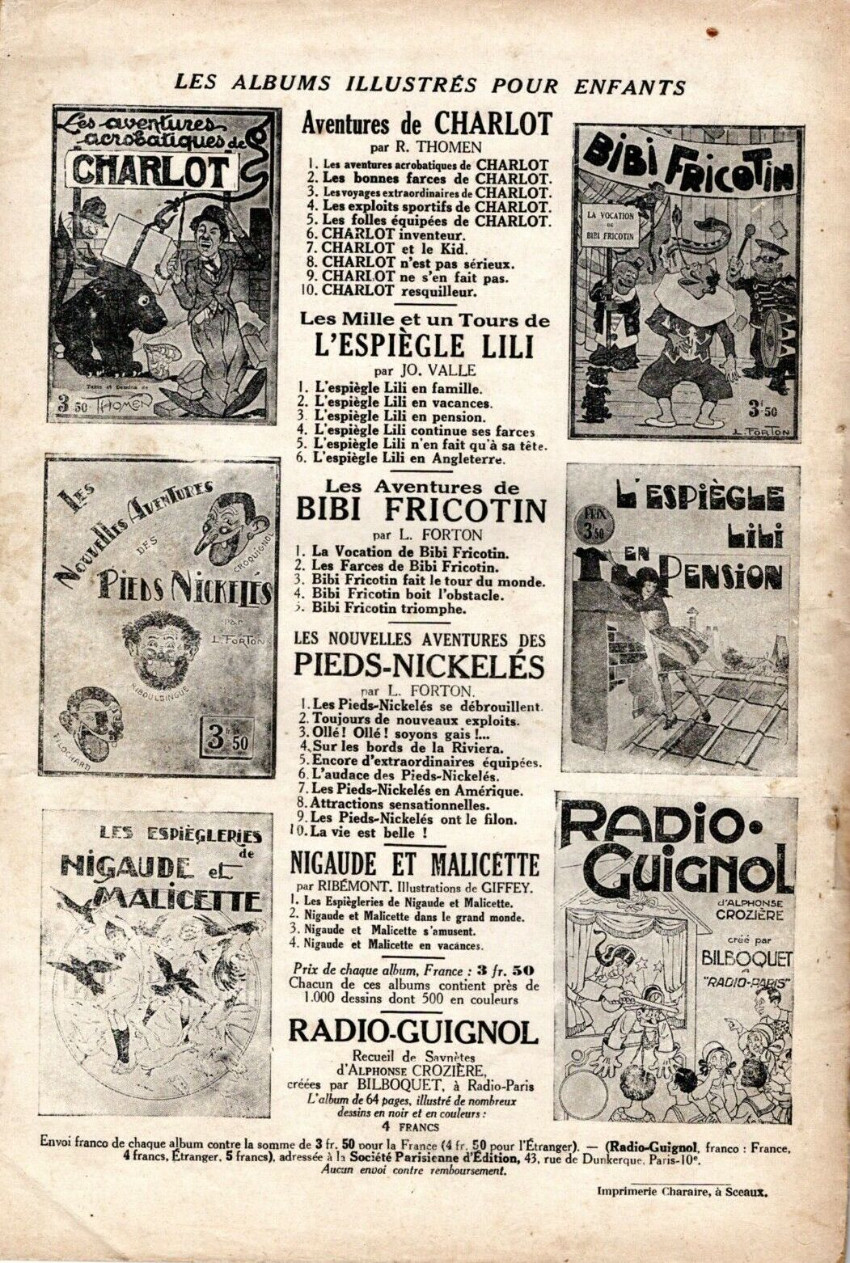 LES ALBUMS ILLUSTRÉS POUR ENFANTS
Les aventures
acrobatiques de
CHARLOT
Texte et Dessins de
3 50 THOMEN
LES
NOUVELLES AVENTURES
DES
PIEDS NICKELÉS
par
L. FORTON
CROQUIGNOL
RIBOULDINGUE
FILOCHARD
3 fr 50
LES ESPIÈGLERIES
de
NIGAUDE et
MALICETTE
Aventures de CHARLOT
par R. THOMEN
1. Les aventures acrobatiques de CHARLOT
2. Les bonnes farces de CHARLOT.
3. Les voyages extraordinaires de CHARLOT.
4. Les exploits sportifs de CHARLOT.
5. Les folles équipées de CHARLOT.
6. CHARLOT inventeur.
7. CHARLOT et le Kid.
8. CHARLOT n'est pas sérieux.
9. CHARLOT ne s'en fait pas.
10. CHARLOT resquilleur.
Les Mille et un Tours de
L'ESPIÈGLE LILI
par JO. VALLE
1. L'espiègle Lili en famille.
2. L'espiègle Lili en vacances.
3 L'espiègle Lili en pension.
4. L'espiègle Lili continue ses farces
5. L'espiègle Lili n'en fait qu'à sa tête.
6. L'espiègle Lili en Angleterre.
Les Aventures de
BIBI FRICOTIN
par L. FORTON
1. La Vocation de Bibi Fricotin.
2. Les Farces de Bibi Fricotin.
3. Bibi Fricotin fait le tour du monde.
4. Bibi Fricotin boit l'obstacle.
5. Bibi Fricotin triomphe.
LES NOUVELLES AVENTURES DES
PIEDS-NICKELÉS
par L. FORTON.
1. Les Pieds-Nickelés se débrouillent.
2. Toujours de nouveaux exploits.
3. Ollé! Ollé! soyons gais!...
4. Sur les bords de la Riviera.
5. Encore d'extraordinaires équipées.
6. L'audace des Pieds-Nickelés.
7. Les Pieds-Nickelés en Amérique.
8. Attractions sensationnelles.
9. Les Pieds-Nickelés ont le filon.
10. La vie est belle !
NIGAUDE ET MALICETTE
par RIBÉMONT. Illustrations de GIFFEY.
1. Les Espiègleries de Nigaude et Malicette.
2. Nigaude et Malicette dans le grand monde.
3. Nigaude et Malicette s'amusent.
4. Nigaude et Malicette en vacances.
Prix de chaque album, France : 3 fr. 50
Chacun de ces albums contient près de
1.000 dessins dont 500 en couleurs
RADIO-GUIGNOL
Recueil de Saynètes
d'ALPHONSE CROZIÈRE,
créées par BILBOQUET, à Radio-Paris
L'album de 64 pages, illustré de nombreux
dessins en noir et en couleurs :
4 FRANCS
BIBI FRICOTIN
LA VOCATION
DE
BIBI FRICOTIN
3 f 50
L. FORTON
L'ESPIÈGLE
LILI
PRIX
3.50
EN
PENSION
RADIO-
GUIGNOL
d'ALPHONSE
CROZIÈRE
créé par
BILBOQUET
à
"RADIO-PARIS"
Envoi franco de chaque album contre la somme de 3 fr. 50 pour la France (4 fr. 50 pour l'Étranger). — (Radio-Guignol, franco : France,
4 francs, Étranger, 5 francs), adressée à la Société Parisienne d'Édition, 43, rue de Dunkerque, Paris-10e.
Aucun envoi contre remboursement.
Imprimerie Charaire, à Sceaux.